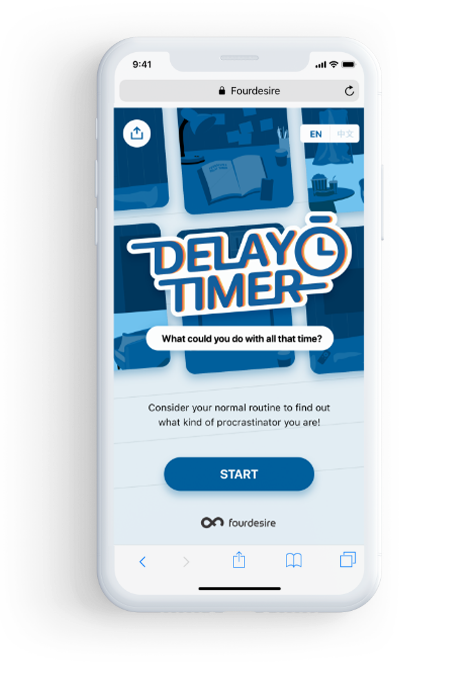 9:41
Fourdesire
EN 中文
DELAY
TIMER
What could you do with all that time?
Consider your normal routine to find out
what kind of procrastinator you are!
START
fourdesire